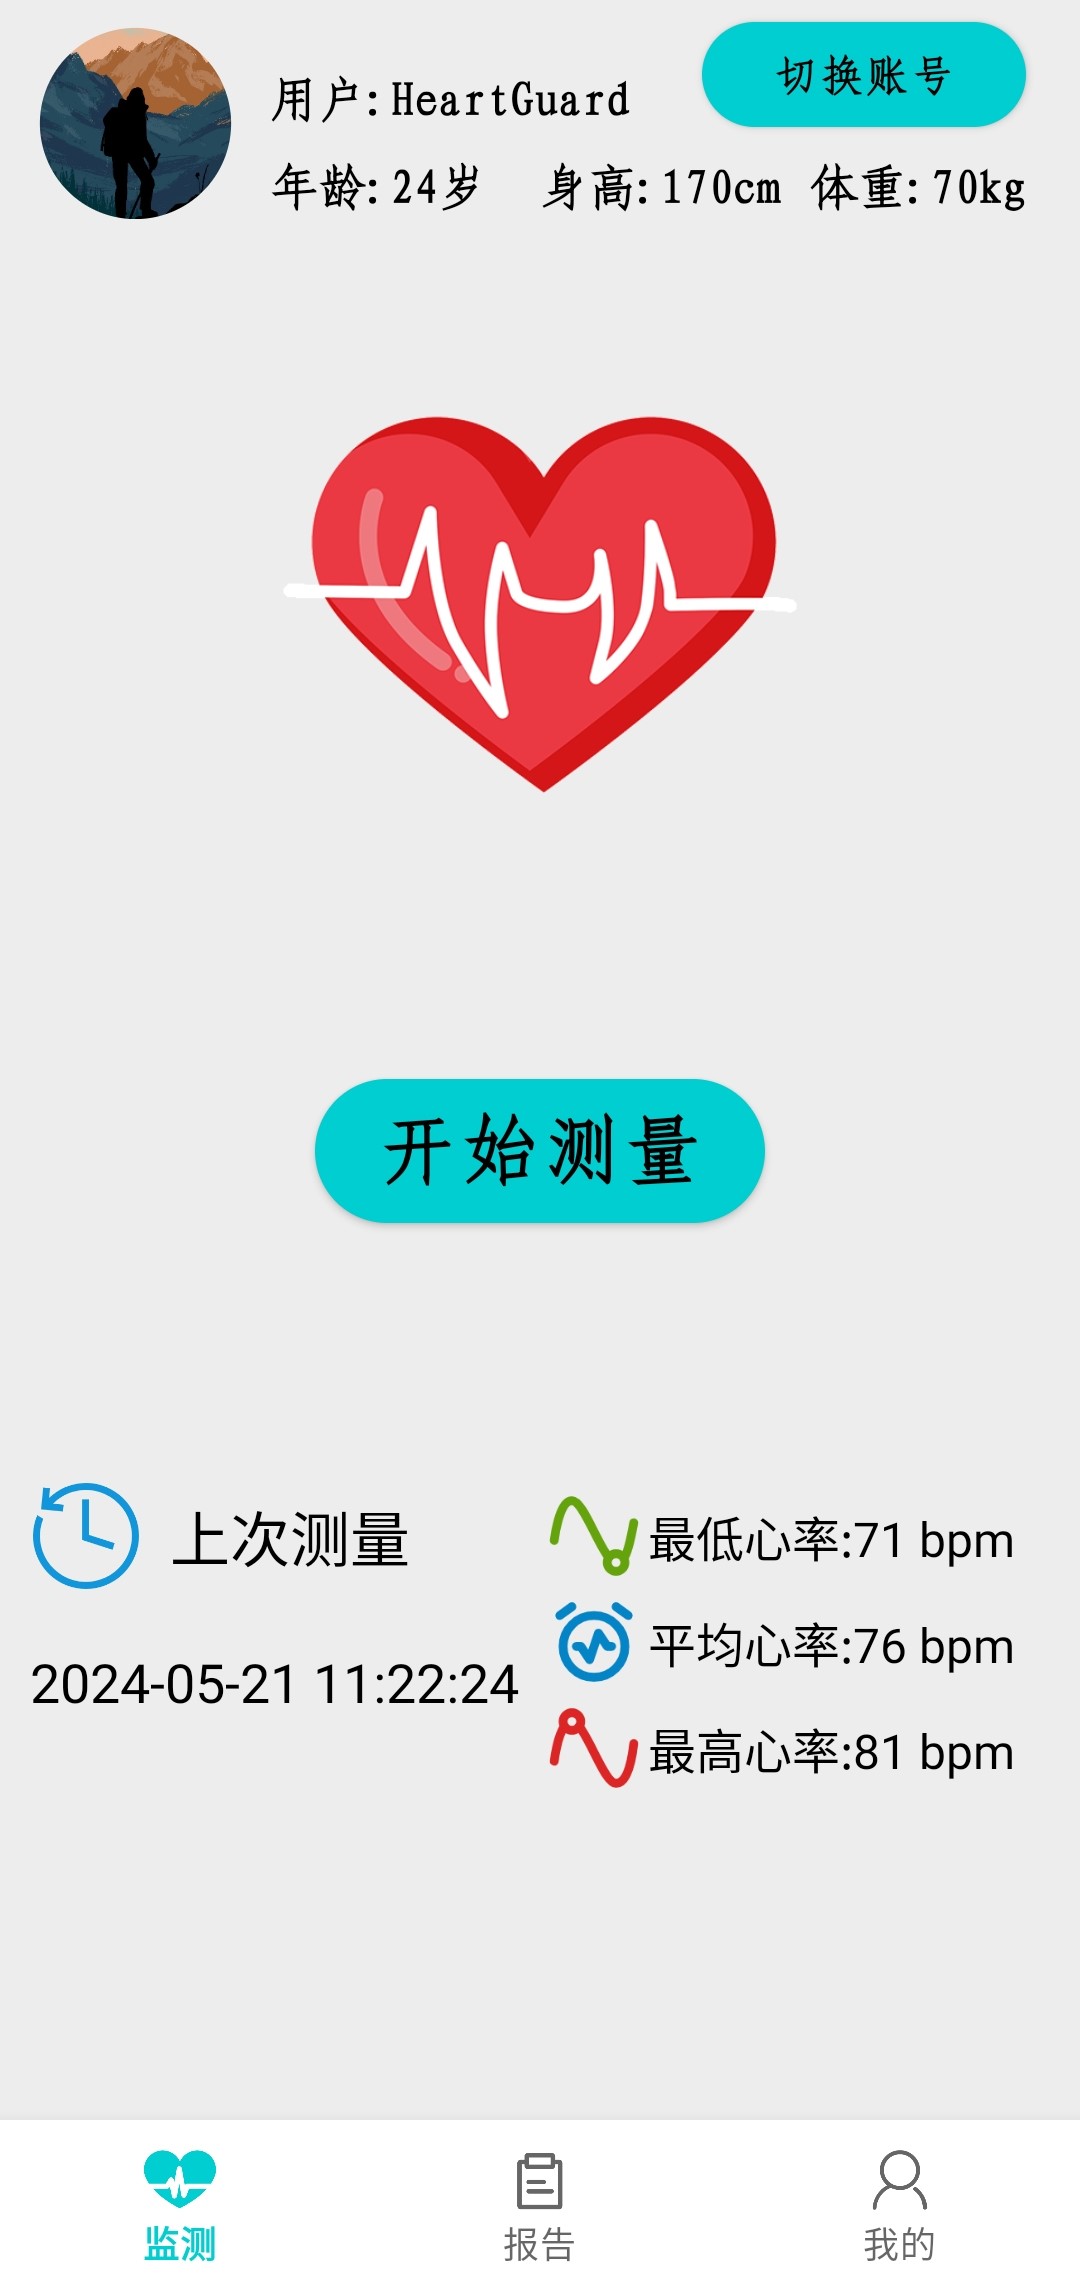 切换账号
用户:HeartGuard
年龄:24岁 身高:170cm 体重:70kg
开始测量
上次测量
2024-05-21 11:22:24
最低心率:71 bpm
平均心率:76 bpm
最高心率:81 bpm
监测 报告 我的